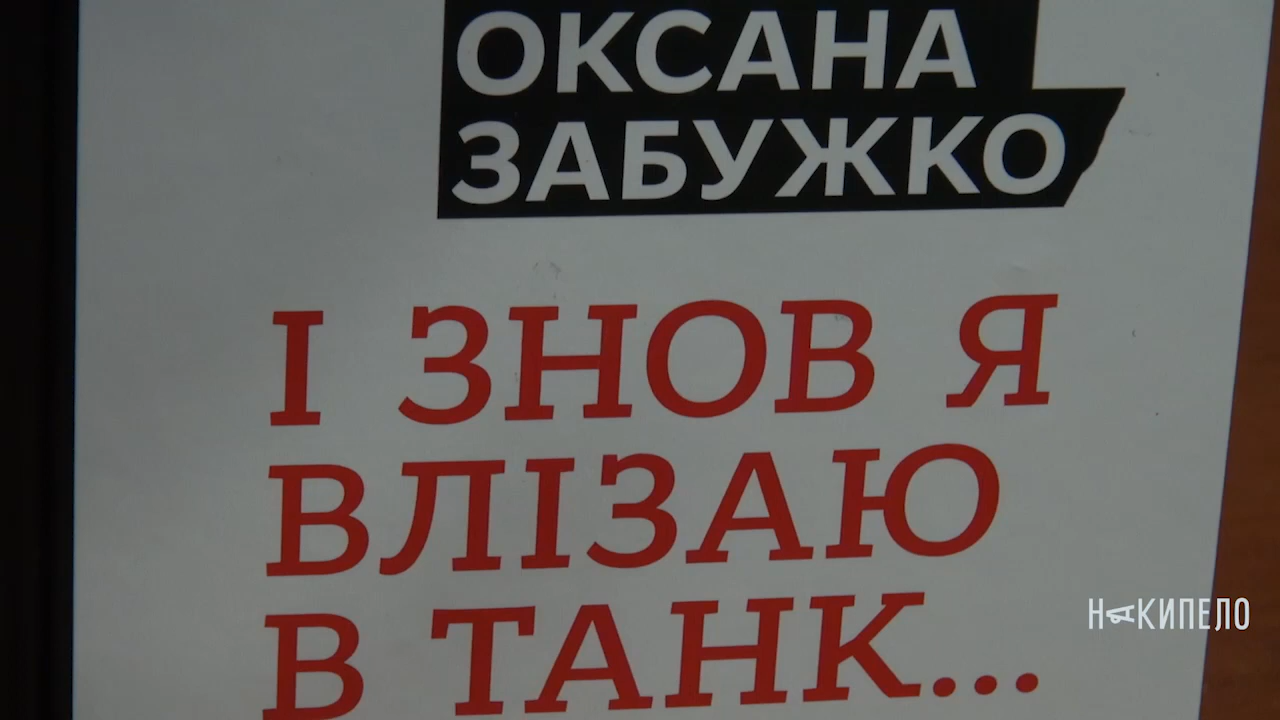 ОКСАНА
ЗАБУЖКО
І ЗНОВ Я
ВЛІЗАЮ
В ТАНК...
НАКИПЕЛО